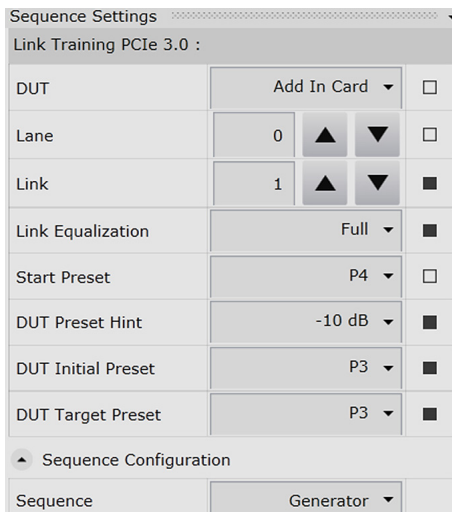 Sequence Settings
Link Training PCIe 3.0 :
DUT Add In Card
Lane 0
Link 1
Link Equalization Full
Start Preset P4
DUT Preset Hint -10 dB
DUT Initial Preset P3
DUT Target Preset P3
Sequence Configuration
Sequence Generator